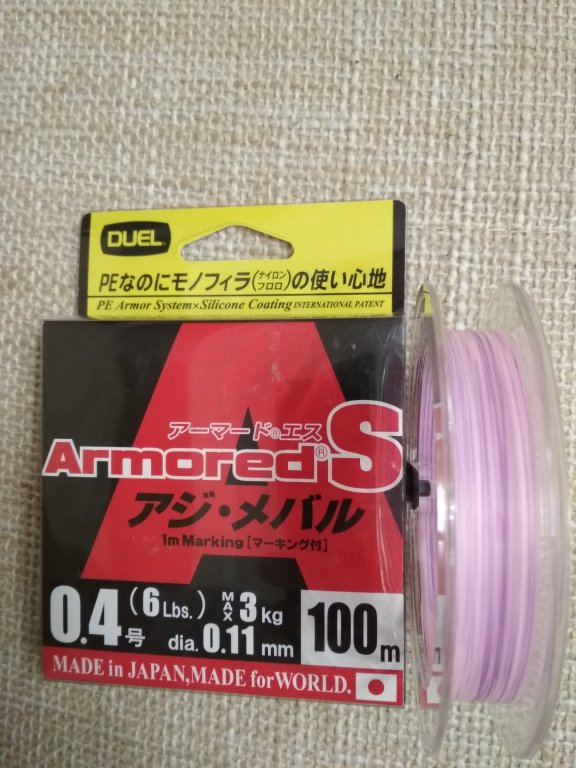 DUEL
PEなのにモノフィラ(ナイロンフロロ)の使い心地
PE Armor System×Silicone Coating INTERNATIONAL PATENT
アーマード®エス
Armored®S
アジ・メバル
1m Marking[マーキング付]
0.4号 (6Lbs.) MAX3kg
dia.0.11mm 100m
MADE in JAPAN,MADE for WORLD.